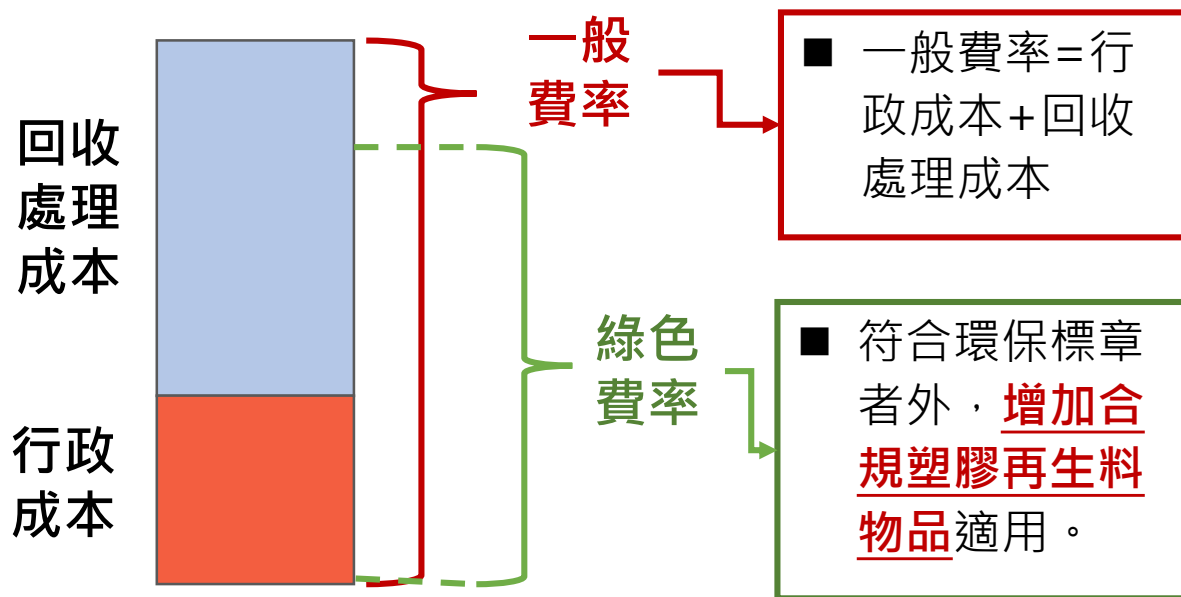 回收
處理
成本
行政
成本
一般
費率
■ 一般費率=行
政成本+回收
處理成本
綠色
費率
■ 符合環保標章
者外，增加合
規塑膠再生料
物品適用。